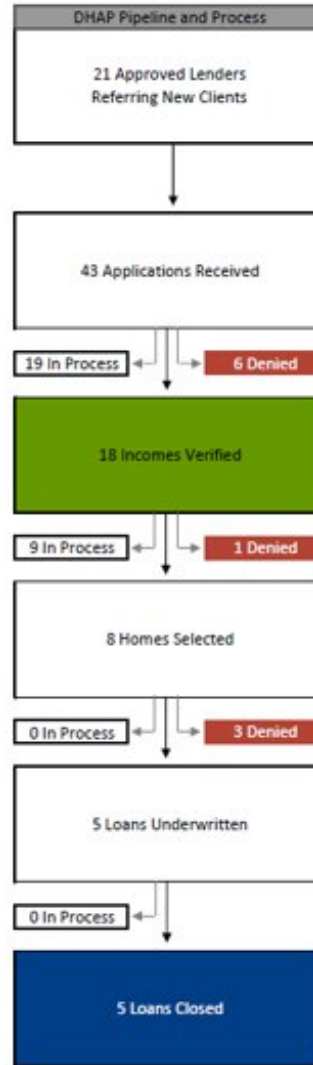 DHAP Pipeline and Process
21 Approved Lenders
Referring New Clients
43 Applications Received
19 In Process
6 Denied
18 Incomes Verified
9 In Process
1 Denied
8 Homes Selected
0 In Process
3 Denied
5 Loans Underwritten
0 In Process
5 Loans Closed